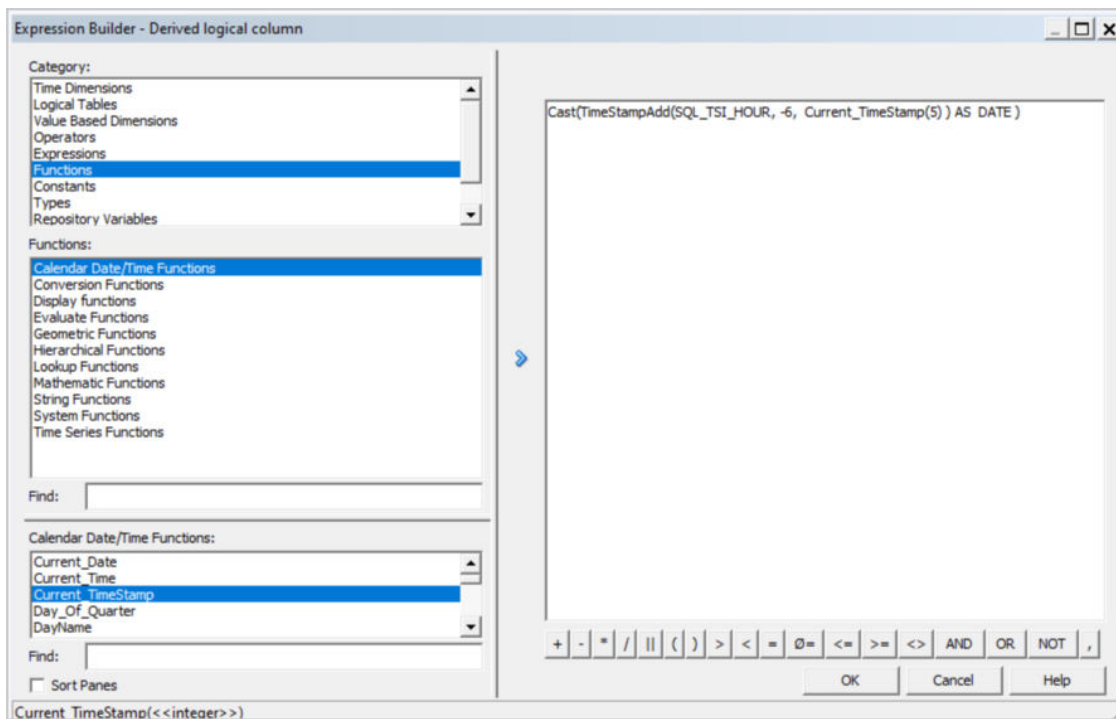 Expression Builder - Derived logical column
Category:
Time Dimensions
Logical Tables
Value Based Dimensions
Operators
Expressions
Functions
Constants
Types
Repository Variables
Functions:
Calendar Date/Time Functions
Conversion Functions
Display functions
Evaluate Functions
Geometric Functions
Hierarchical Functions
Lookup Functions
Mathematic Functions
String Functions
System Functions
Time Series Functions
Find:
Calendar Date/Time Functions:
Current_Date
Current_Time
Current_TimeStamp
Day_Of_Quarter
DayName
Find:
Sort Panes
Current_TimeStamp(<<integer>>)
Cast(TimeStampAdd(SQL_TSI_HOUR, -6, Current_TimeStamp(5) ) AS DATE )
+ - * / || ( ) > < = Ø= <= >= <> AND OR NOT ,
OK Cancel Help